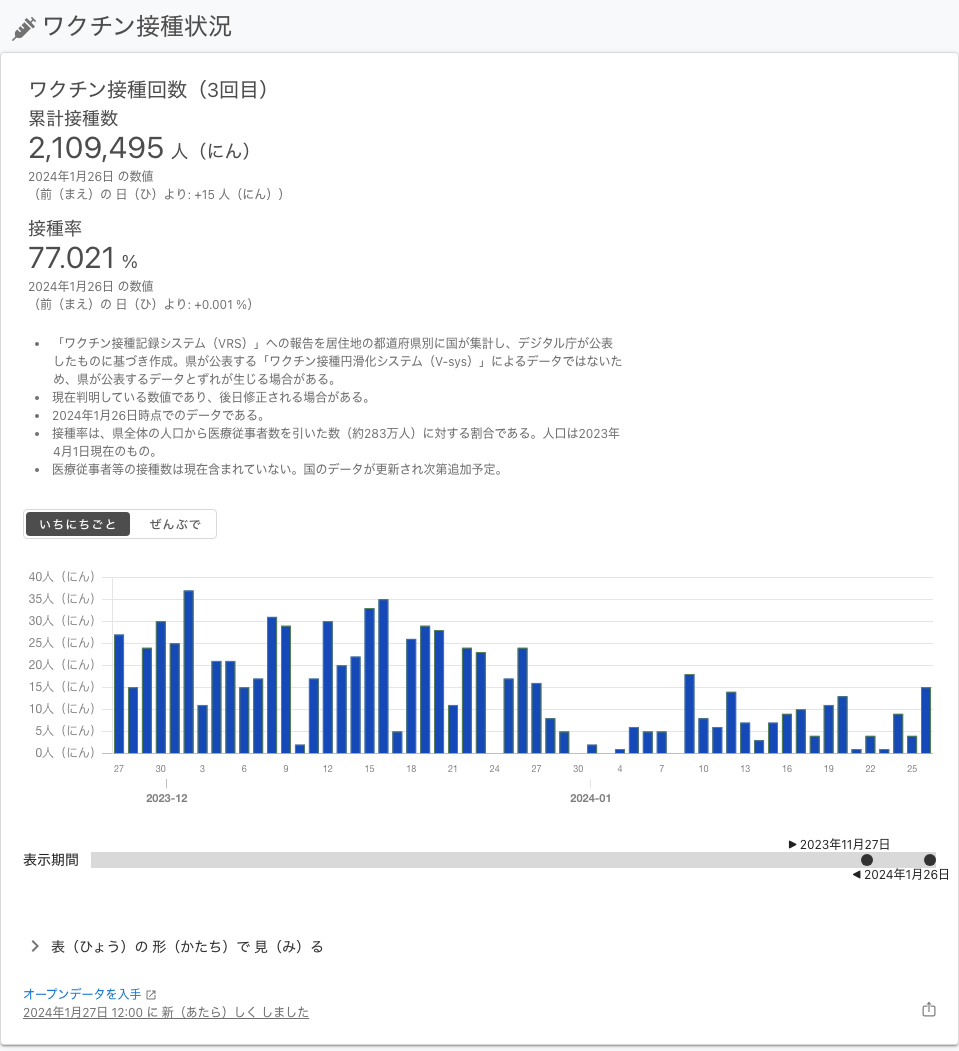 ワクチン接種状況
ワクチン接種回数（3回目）
累計接種数
2,109,495 人（にん）
2024年1月26日 の数値
（前（まえ）の 日（ひ）より: +15 人（にん））
接種率
77.021 %
2024年1月26日 の数値
（前（まえ）の 日（ひ）より: +0.001 %）
• 「ワクチン接種記録システム（VRS）」への報告を居住地の都道府県別に国が集計し、デジタル庁が公表
したものに基づき作成。県が公表する「ワクチン接種円滑化システム（V-sys）」によるデータではないた
め、県が公表するデータとずれが生じる場合がある。
• 現在判明している数値であり、後日修正される場合がある。
• 2024年1月26日時点でのデータである。
• 接種率は、県全体の人口から医療従事者数を引いた数（約283万人）に対する割合である。人口は2023年
4月1日現在のもの。
• 医療従事者等の接種数は現在含まれていない。国のデータが更新され次第追加予定。
いちにちごと ぜんぶで
40人（にん）
35人（にん）
30人（にん）
25人（にん）
20人（にん）
15人（にん）
10人（にん）
5人（にん）
0人（にん）
27 30 3 6 9 12 15 18 21 24 27 30 4 7 10 13 16 19 22 25
2023-12 2024-01
▶ 2023年11月27日
表示期間
◀ 2024年1月26日
表（ひょう）の 形（かたち）で 見（み）る
オープンデータを入手
2024年1月27日 12:00 に 新（あたら）しく しました